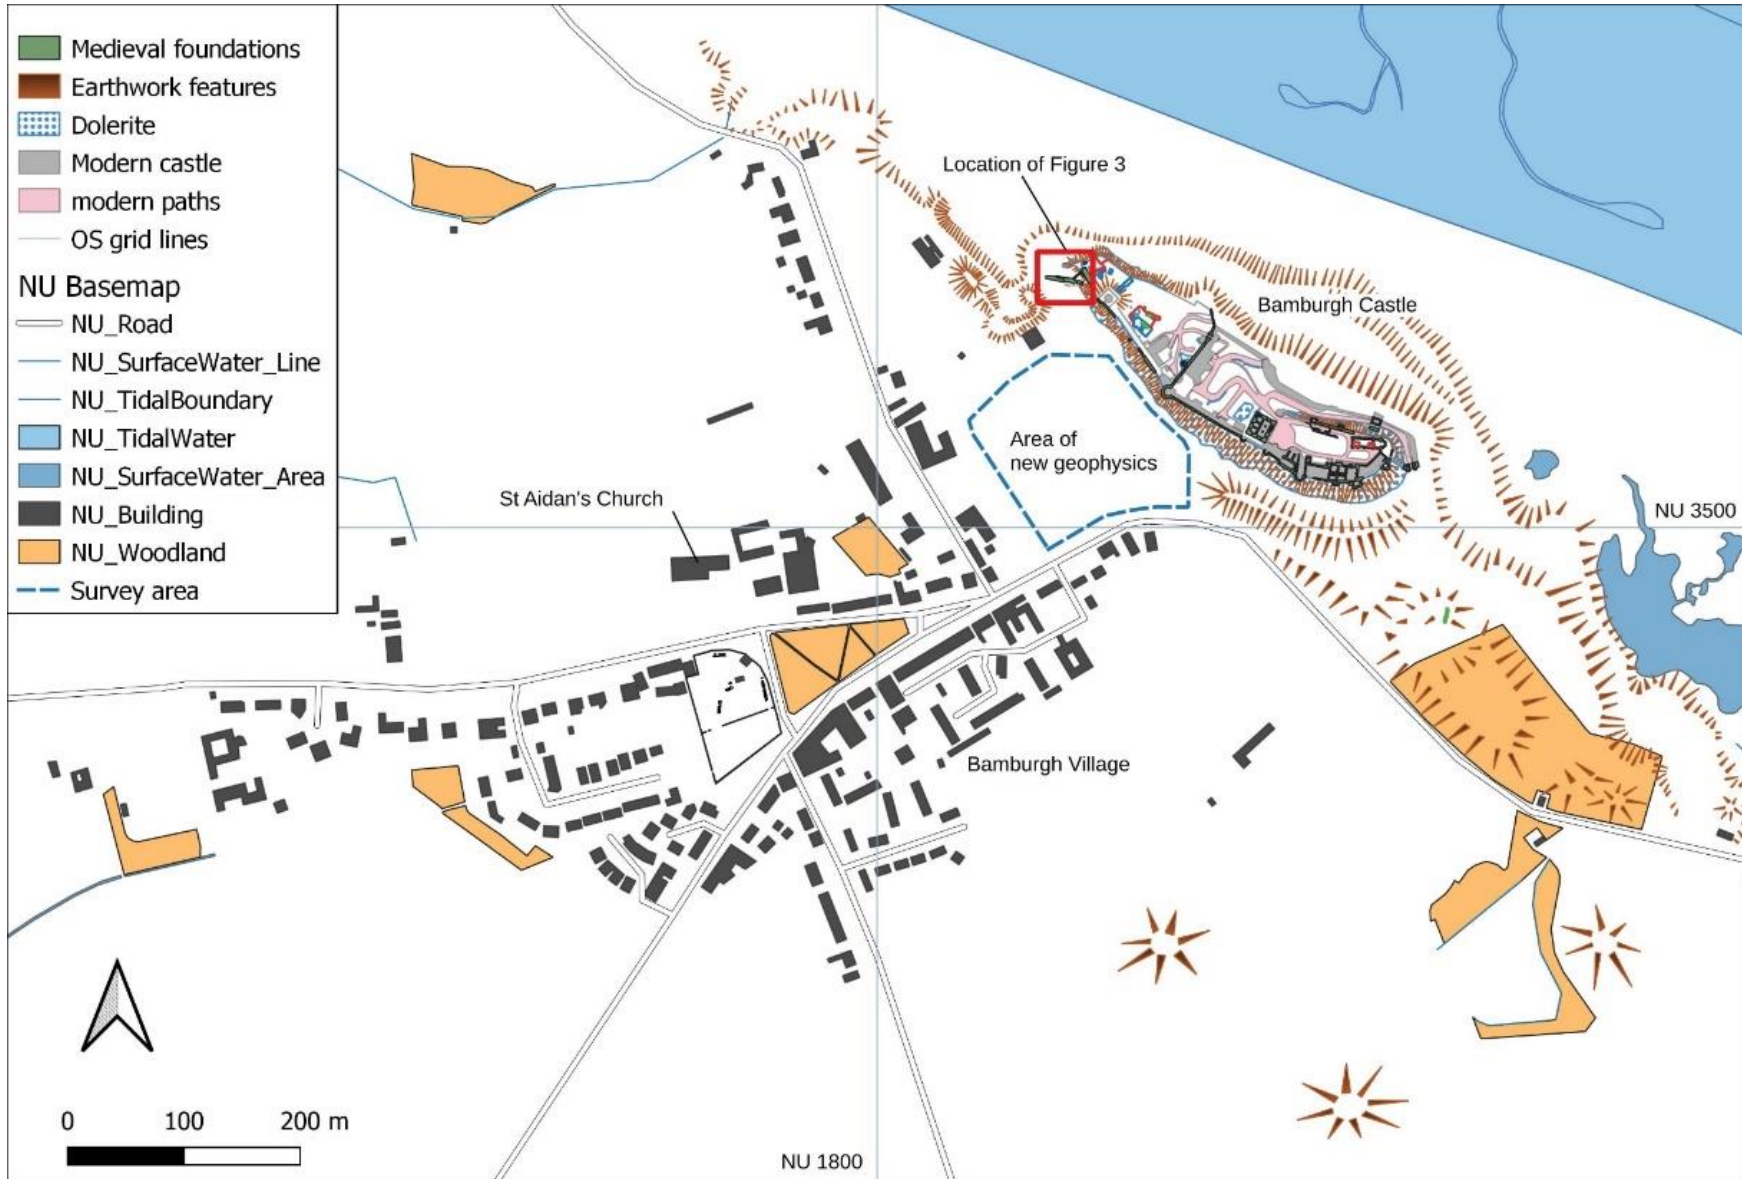 Medieval foundations
Earthwork features
Dolerite
Modern castle
modern paths
OS grid lines
NU Basemap
NU_Road
NU_SurfaceWater_Line
NU_TidalBoundary
NU_TidalWater
NU_SurfaceWater_Area
NU_Building
NU_Woodland
Survey area
Location of Figure 3
Bamburgh Castle
Area of
new geophysics
St Aidan's Church
NU 3500
Bamburgh Village
0 100 200 m
NU 1800